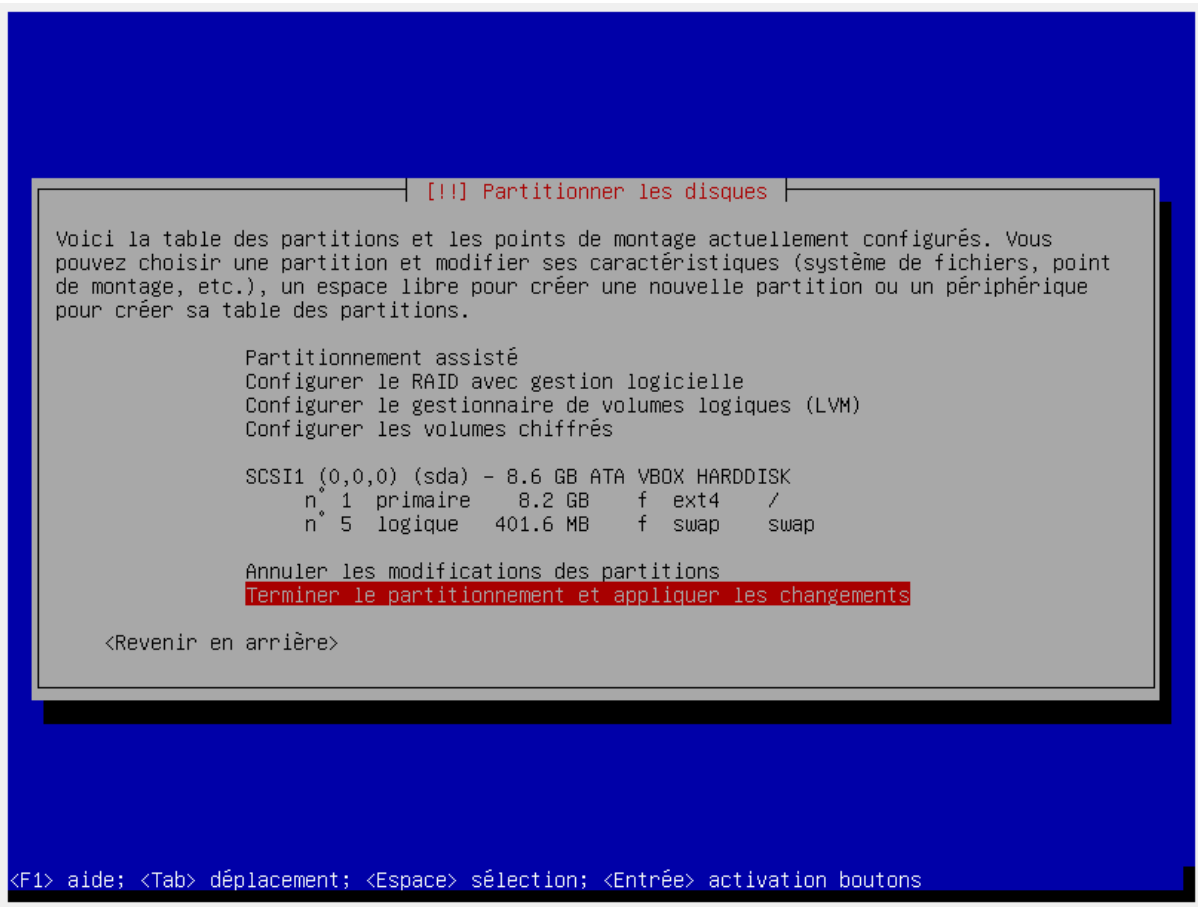 [!!] Partitionner les disques
Voici la table des partitions et les points de montage actuellement configurés. Vous
pouvez choisir une partition et modifier ses caractéristiques (système de fichiers, point
de montage, etc.), un espace libre pour créer une nouvelle partition ou un périphérique
pour créer sa table des partitions.
Partitionnement assisté
Configurer le RAID avec gestion logicielle
Configurer le gestionnaire de volumes logiques (LVM)
Configurer les volumes chiffrés
SCSI1 (0,0,0) (sda) - 8.6 GB ATA VBOX HARDDISK
n° 1 primaire 8.2 GB f ext4 /
n° 5 logique 401.6 MB f swap swap
Annuler les modifications des partitions
Terminer le partitionnement et appliquer les changements
<Revenir en arrière>
<F1> aide; <Tab> déplacement; <Espace> sélection; <Entrée> activation boutons